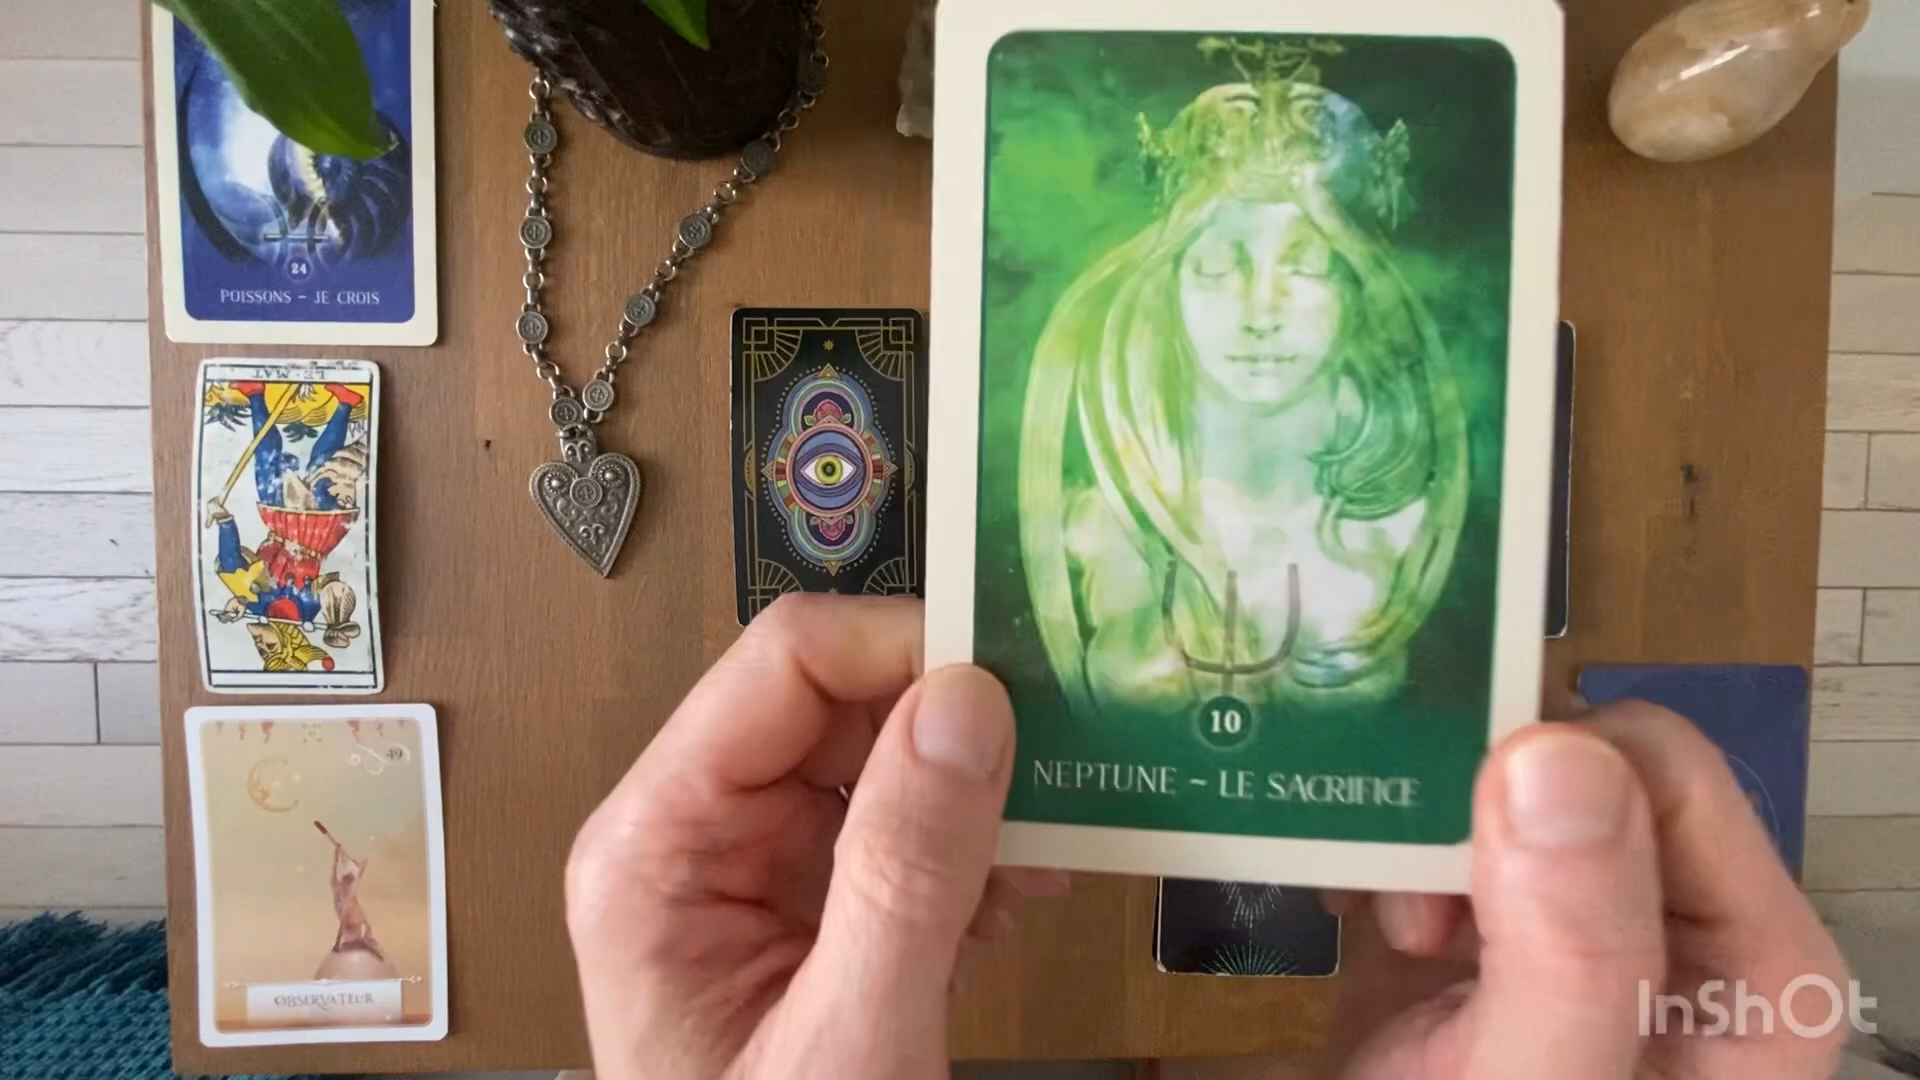 24
POISSONS - JE CROIS
LE·MAT
49
OBSERVATEUR
10
NEPTUNE ~ LE SACRIFICE
InShOt